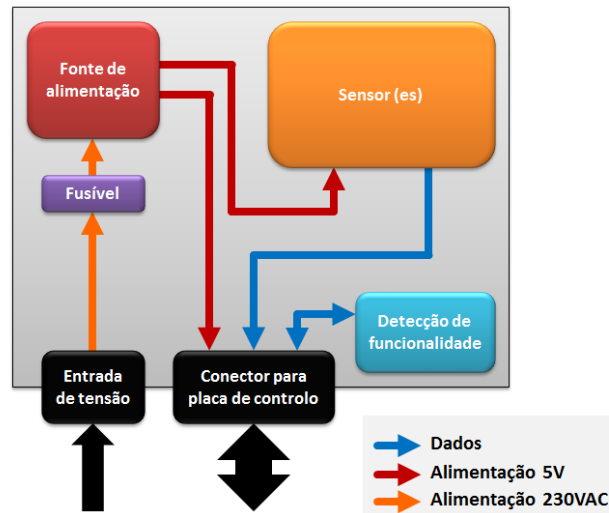 Fonte de
alimentação
Sensor (es)
Fusível
Detecção de
funcionalidade
Entrada
de tensão
Conector para
placa de controlo
Dados
Alimentação 5V
Alimentação 230VAC